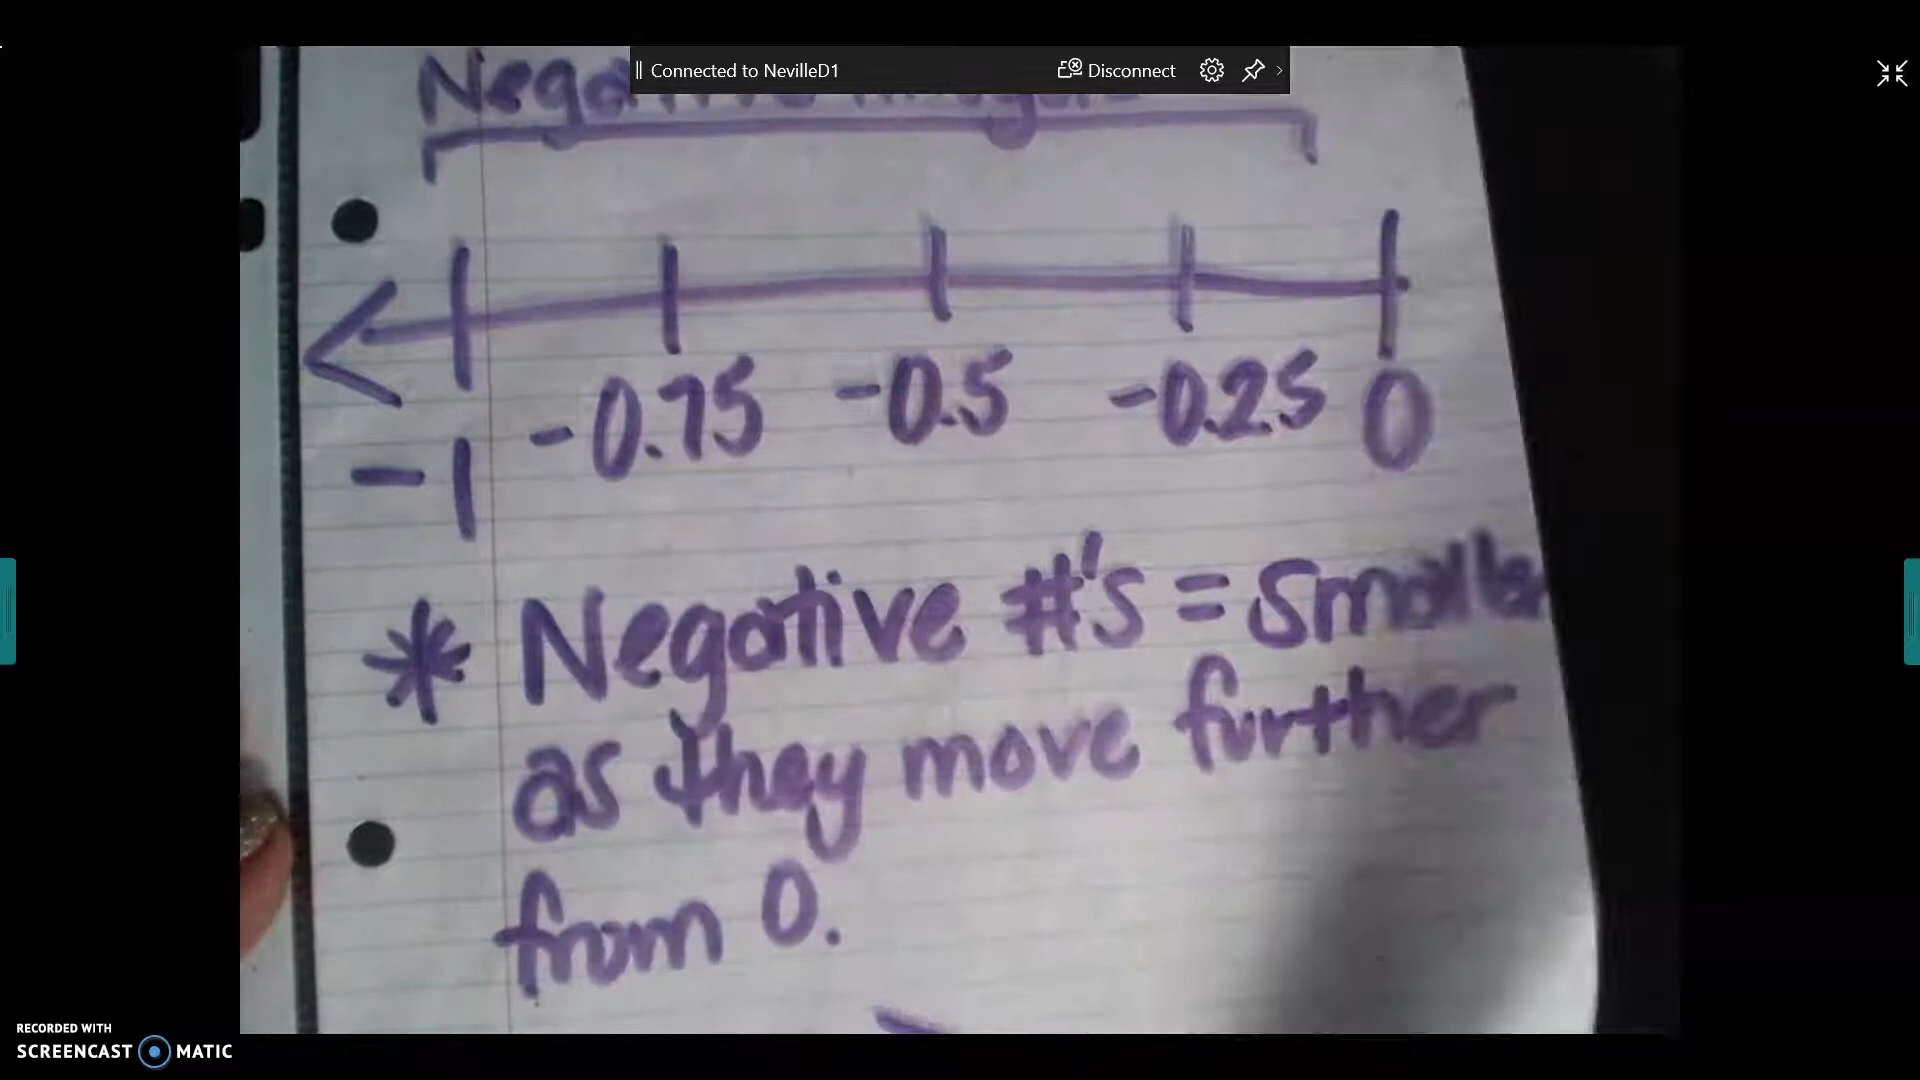 Connected to NevilleD1 Disconnect
-1 -0.75 -0.5 -0.25 0
* Negative #'s = Smaller
as they move further
from 0.
RECORDED WITH
SCREENCAST MATIC